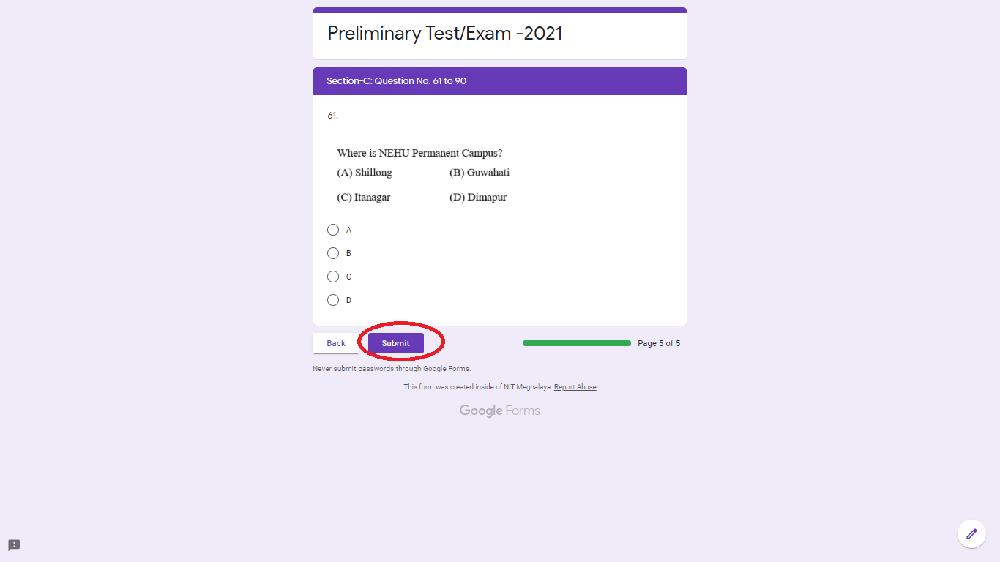 Preliminary Test/Exam -2021
Section-C: Question No. 61 to 90
61.
Where is NEHU Permanent Campus?
(A) Shillong (B) Guwahati
(C) Itanagar (D) Dimapur
A
B
C
D
Back Submit Page 5 of 5
Never submit passwords through Google Forms.
This form was created inside of NIT Meghalaya. Report Abuse
Google Forms